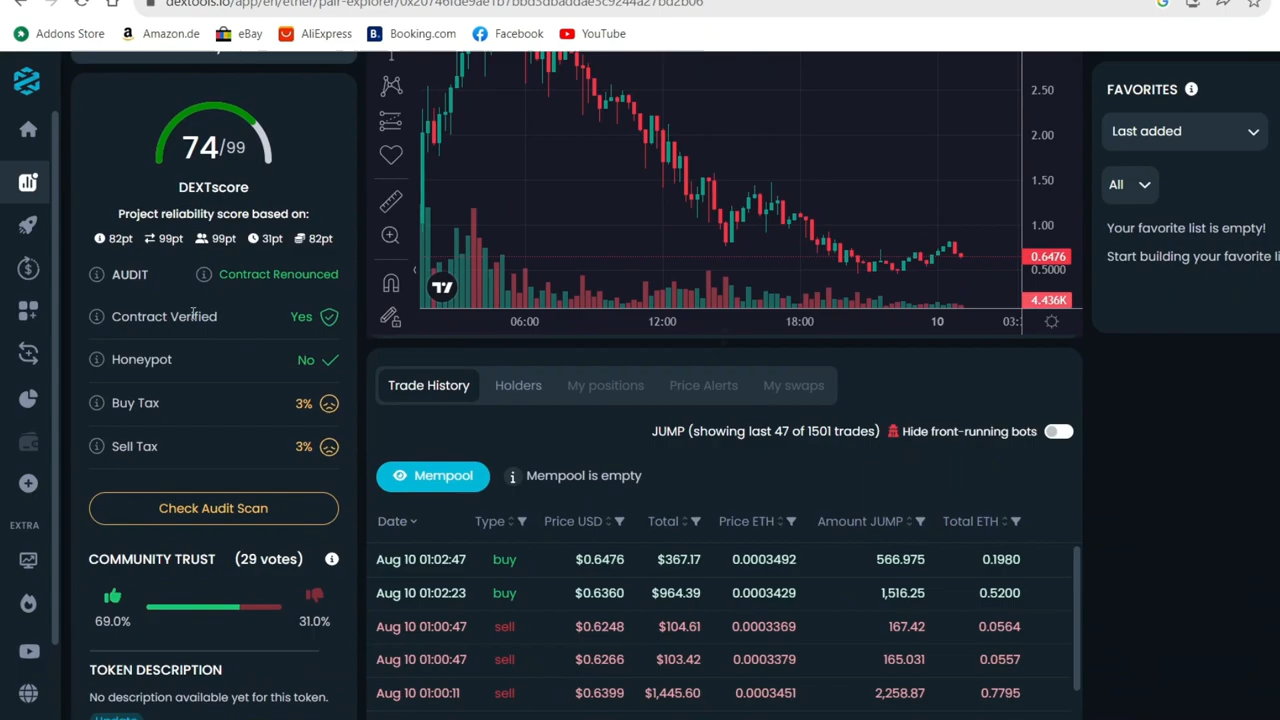 dextools.io/app/en/ether/pair-explorer/0x20746fde9ae1b7bbd3dbaddae3c9244a27bd2b06
Addons Store Amazon.de eBay AliExpress Booking.com Facebook YouTube
74/99
DEXTscore
Project reliability score based on:
82pt 99pt 99pt 31pt 82pt
AUDIT Contract Renounced
Contract Verified Yes
Honeypot No
Buy Tax 3%
Sell Tax 3%
Check Audit Scan
COMMUNITY TRUST (29 votes)
69.0% 31.0%
TOKEN DESCRIPTION
No description available yet for this token.
Update
EXTRA
2.50
2.00
1.50
1.00
0.6476
0.5000
4.436K
06:00 12:00 18:00 10 03:
Trade History Holders My positions Price Alerts My swaps
JUMP (showing last 47 of 1501 trades) Hide front-running bots
Mempool Mempool is empty
Date Type Price USD Total Price ETH Amount JUMP Total ETH
Aug 10 01:02:47 buy $0.6476 $367.17 0.0003492 566.975 0.1980
Aug 10 01:02:23 buy $0.6360 $964.39 0.0003429 1,516.25 0.5200
Aug 10 01:00:47 sell $0.6248 $104.61 0.0003369 167.42 0.0564
Aug 10 01:00:47 sell $0.6266 $103.42 0.0003379 165.031 0.0557
Aug 10 01:00:11 sell $0.6399 $1,445.60 0.0003451 2,258.87 0.7795
FAVORITES
Last added
All
Your favorite list is empty!
Start building your favorite li